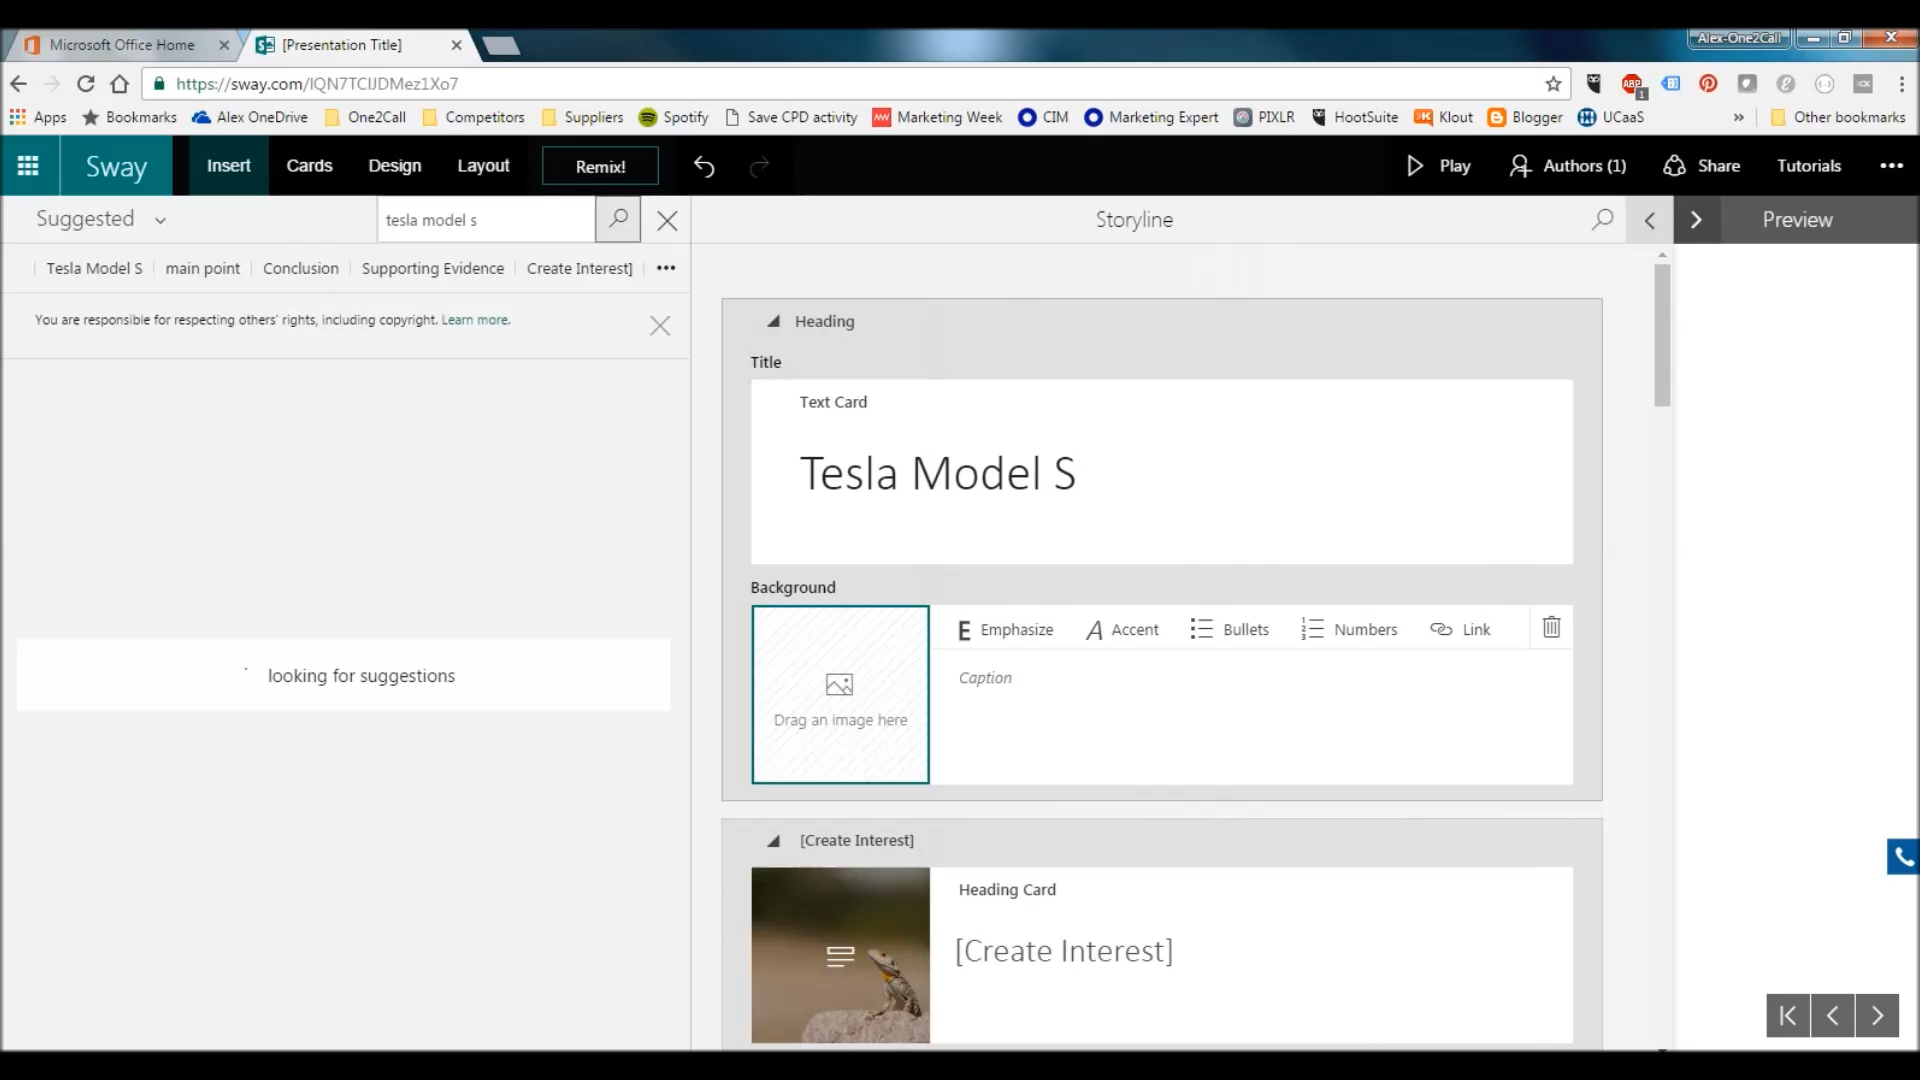 Microsoft Office Home
[Presentation Title]
Alex-One2Call
https://sway.com/lQN7TCIJDMez1Xo7
ABP
1
Apps
Bookmarks
Alex OneDrive
One2Call
Competitors
Suppliers
Spotify
Save CPD activity
Marketing Week
CIM
Marketing Expert
PIXLR
HootSuite
Klout
Blogger
UCaaS
»
Other bookmarks
Sway
Insert
Cards
Design
Layout
Remix!
Play
Authors (1)
Share
Tutorials
Suggested
tesla model s
Storyline
Preview
Tesla Model S
main point
Conclusion
Supporting Evidence
Create Interest]
You are responsible for respecting others' rights, including copyright. Learn more.
looking for suggestions
Heading
Title
Text Card
Tesla Model S
Background
Drag an image here
E Emphasize
A Accent
Bullets
Numbers
Link
Caption
[Create Interest]
Heading Card
[Create Interest]